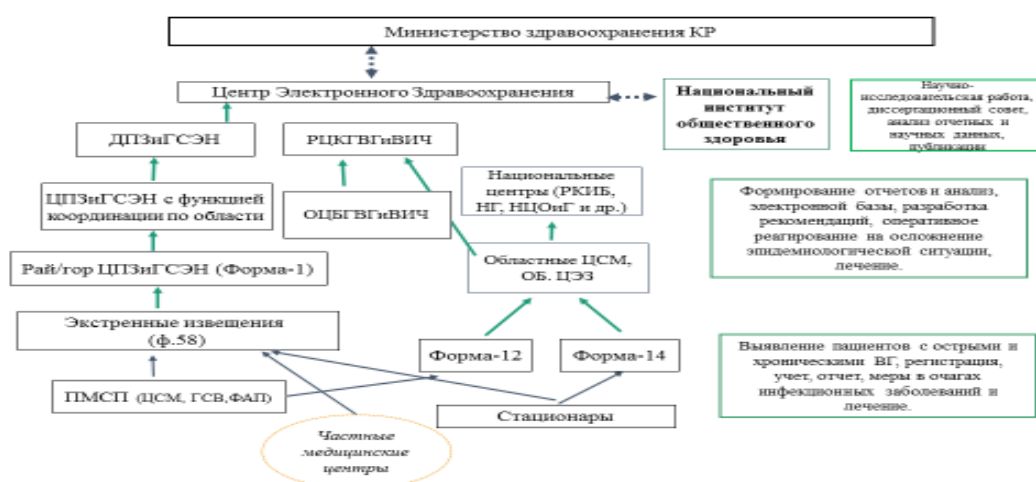 Министерство здравоохранения КР
Центр Электронного Здравоохранения
Национальный
институт
общественного
здоровья
Научно-
исследовательская работа,
диссертационный совет,
анализ отчетных и
научных данных,
публикации
ДПЗиГСЭН
РЦКГВГиВИЧ
ЦПЗиГСЭН с функцией
координации по области
ОЦБГВГиВИЧ
Национальные
центры (РКИБ,
НГ, НЦОиГ и др.)
Формирование отчетов и анализ,
электронной базы, разработка
рекомендаций, оперативное
реагирование на осложнение
эпидемиологической ситуации,
лечение.
Рай/гор ЦПЗиГСЭН (Форма-1)
Областные ЦСМ,
ОБ. ЦЭЗ
Экстренные извещения
(ф.58)
Форма-12
Форма-14
Выявление пациентов с острыми и
хроническими ВГ, регистрация,
учет, отчет, меры в очагах
инфекционных заболеваний и
лечение.
ПМСП (ЦСМ, ГСВ,ФАП)
Стационары
Частные
медицинские
центры